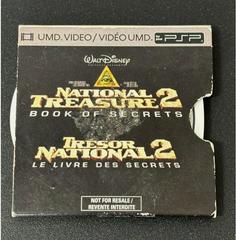 UMD. VIDEO / VIDÉO UMD. PSP
WALT DISNEY
NATIONAL
TREASURE 2
BOOK OF SECRETS
TRÉSOR
NATIONAL 2
LE LIVRE DES SECRETS
NOT FOR RESALE /
REVENTE INTERDITE